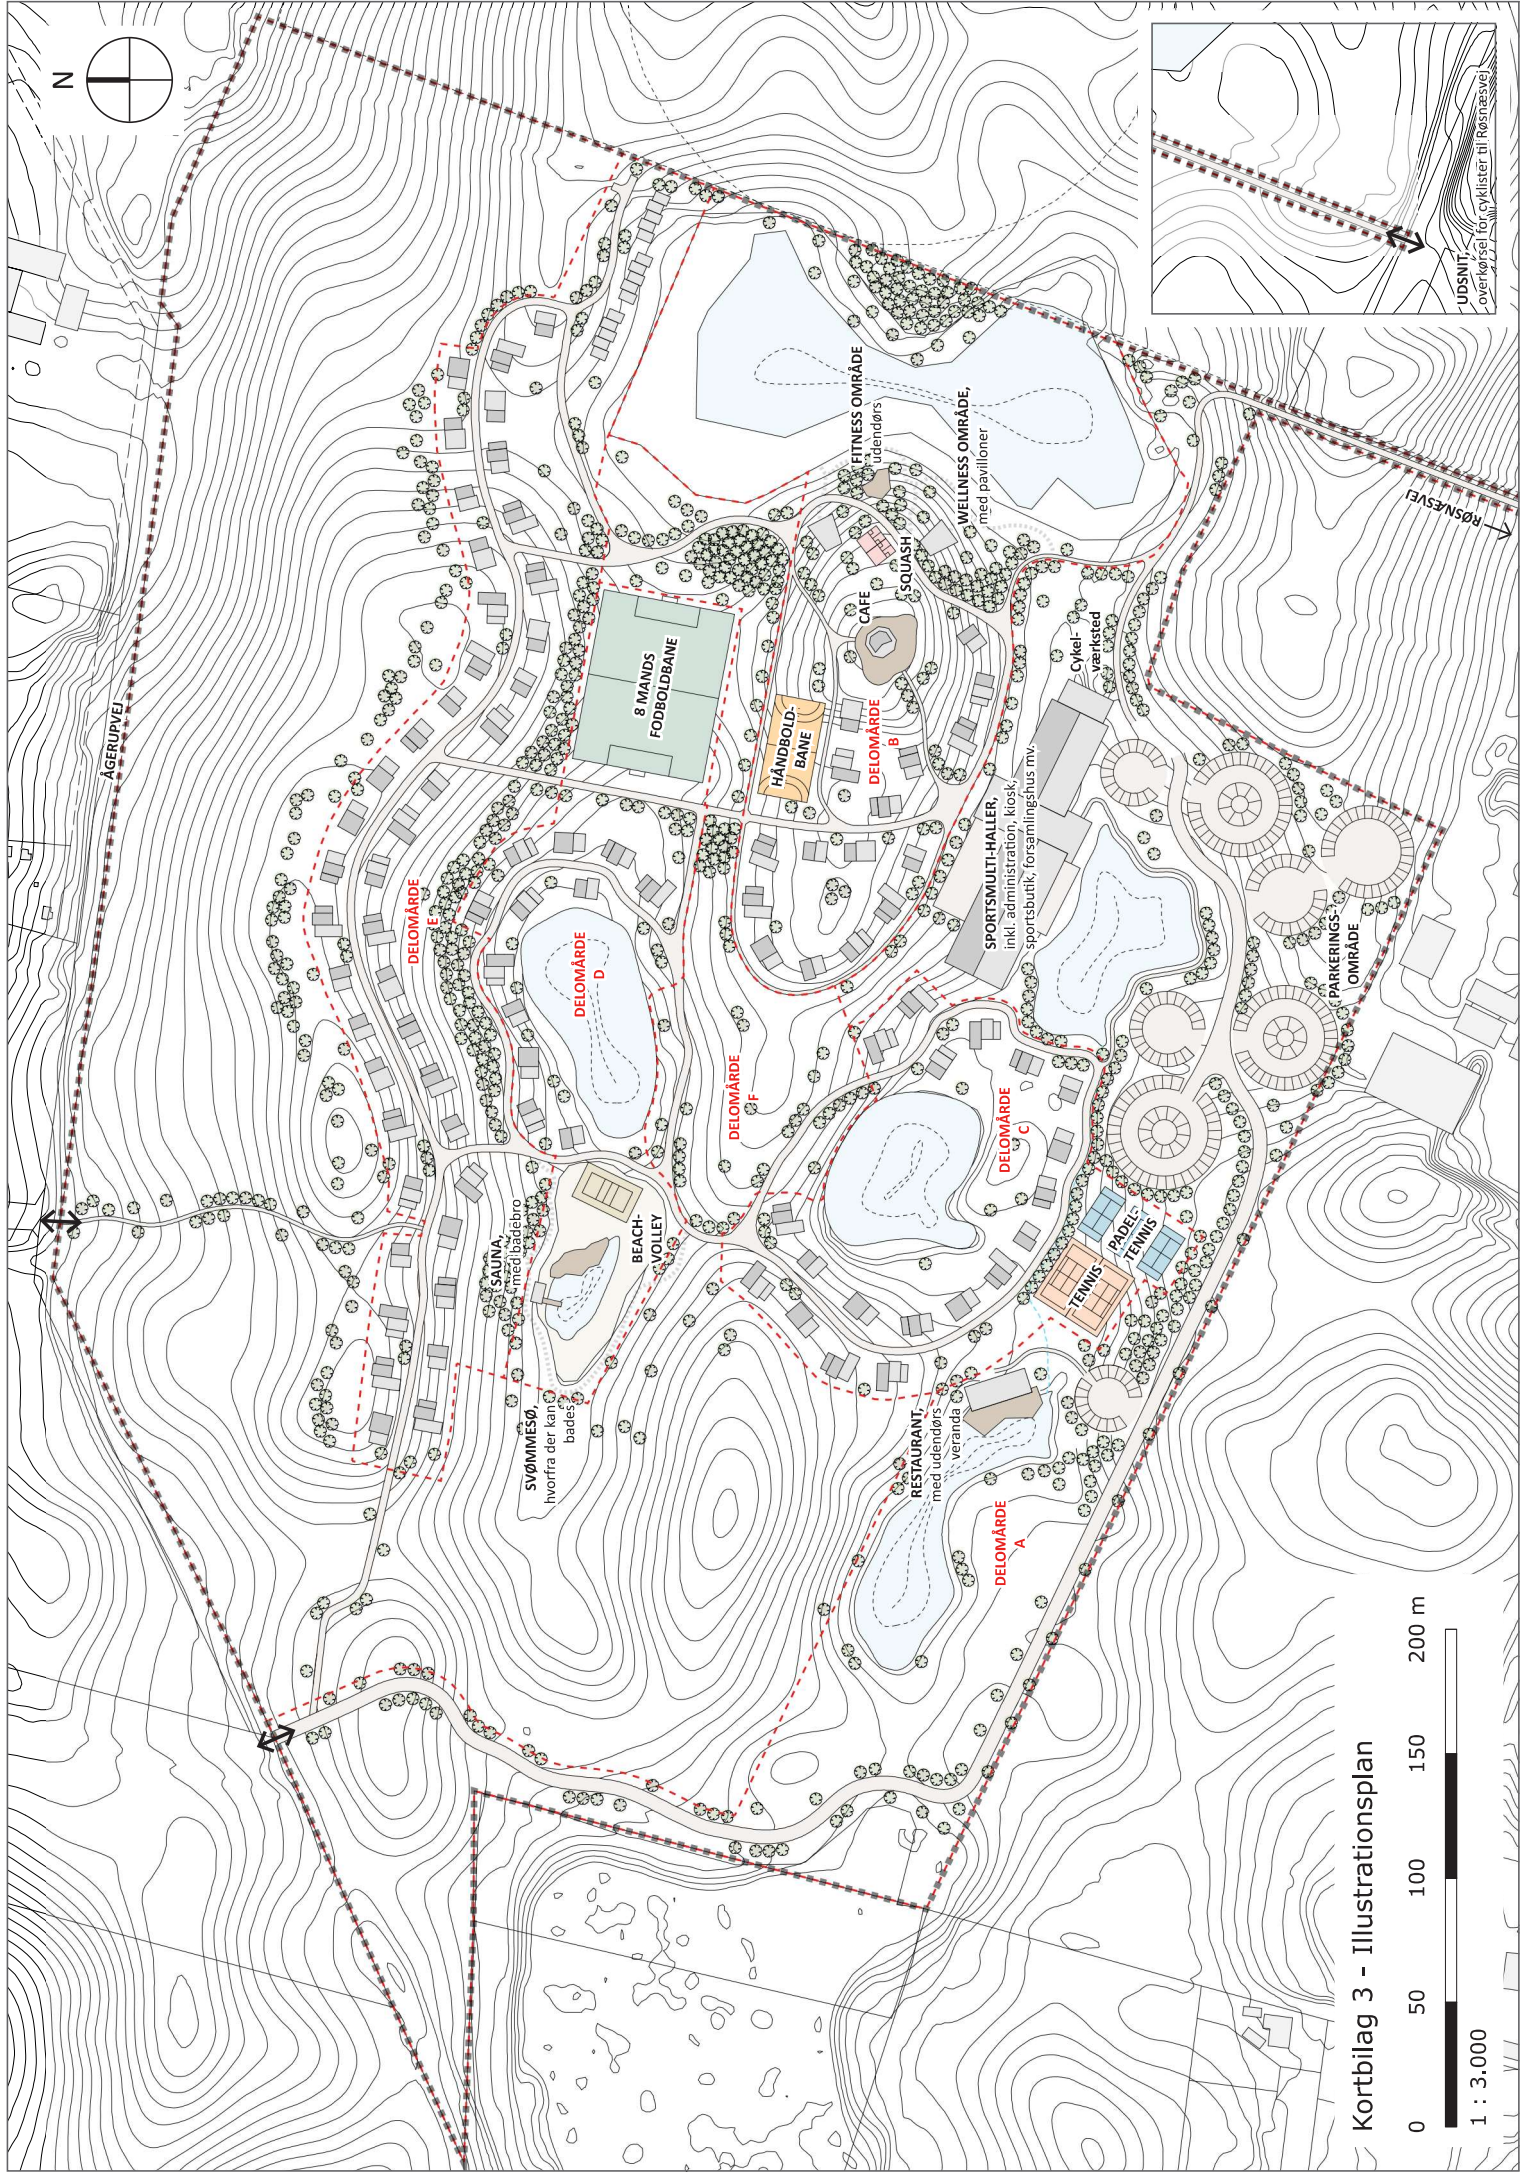 N
ÅGERUPVEJ
DELOMÅRDE
E
8 MANDS
FODBOLDBANE
DELOMÅRDE
D
SAUNA,
med badebro
BEACH-
VOLLEY
SVØMMESØ,
hvorfra der kan
bades
DELOMÅRDE
F
HÅNDBOLD-
BANE
DELOMÅRDE
B
CAFE
SQUASH
FITNESS OMRÅDE
udendørs
WELLNESS OMRÅDE,
med pavilloner
RESTAURANT,
med udendørs
veranda
DELOMÅRDE
A
DELOMÅRDE
C
SPORTSMULTI-HALLER,
inkl. administration, kiosk,
sportsbutik, forsamlingshus mv.
Cykel-
værksted
TENNIS
PADEL-
TENNIS
PARKERINGS-
OMRÅDE
RØSNÆSVEJ
UDSNIT,
overkørsel for cyklister til Røsnæsvej
Kortbilag 3 - Illustrationsplan
0 50 100 150 200 m
1 : 3.000